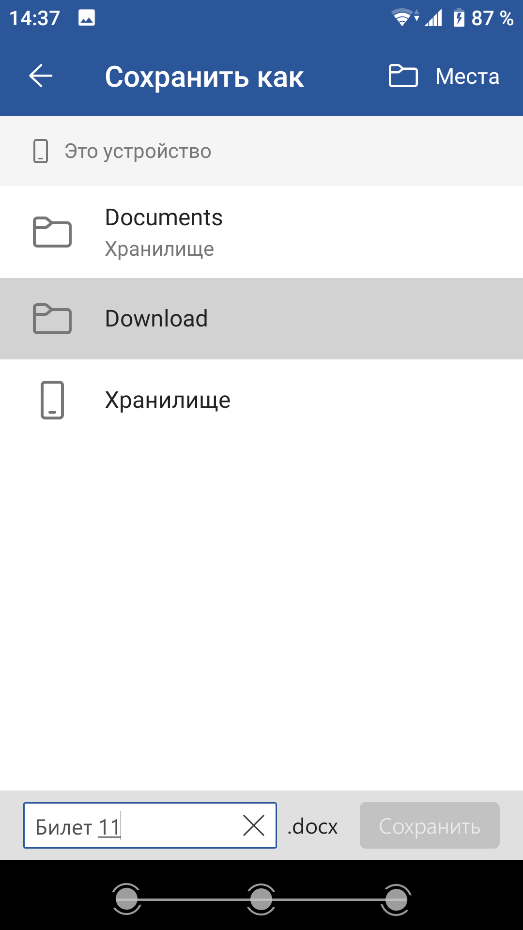 14:37 87 %
Сохранить как Места
Это устройство
Documents
Хранилище
Download
Хранилище
Билет 11 .docx Сохранить